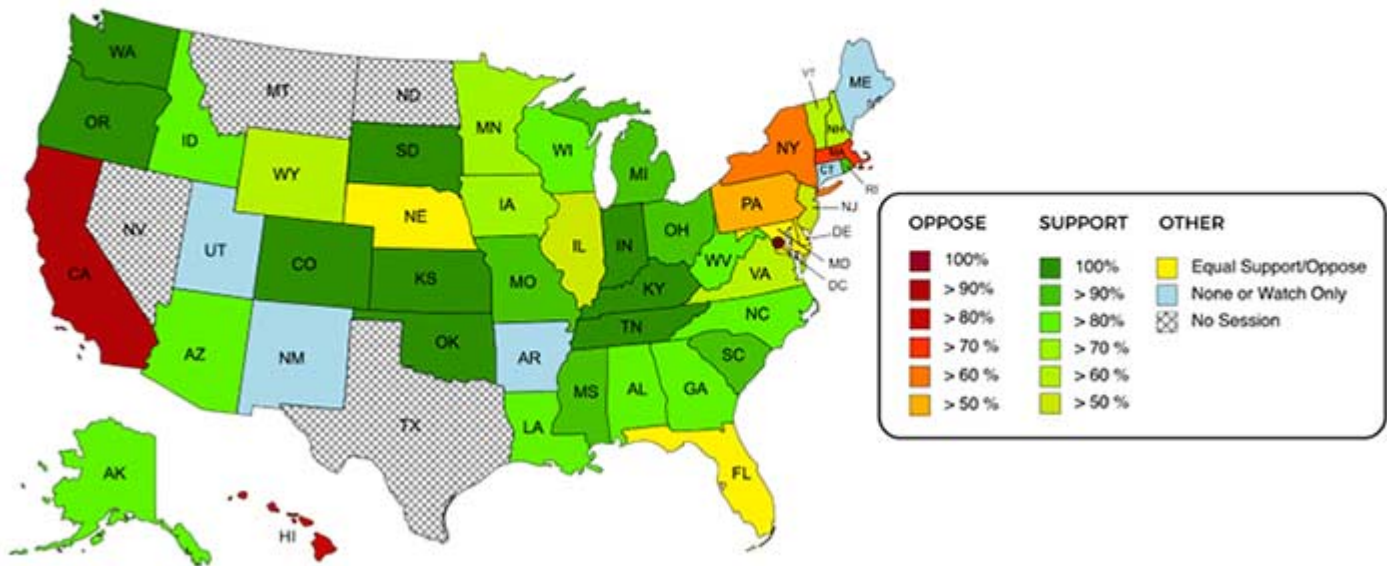 WA
MT
ND
MN
ME
VT
NH
OR
ID
SD
WI
NY
MA
WY
MI
CT
RI
NE
IA
PA
NJ
NV
UT
IL
IN
OH
DE
CA
CO
KS
MO
WV
VA
MD
KY
DC
AZ
NM
OK
AR
TN
NC
SC
MS
AL
GA
TX
LA
FL
AK
HI
OPPOSE
100%
> 90%
> 80%
> 70 %
> 60 %
> 50 %
SUPPORT
100%
> 90%
> 80%
> 70 %
> 60 %
> 50 %
OTHER
Equal Support/Oppose
None or Watch Only
No Session